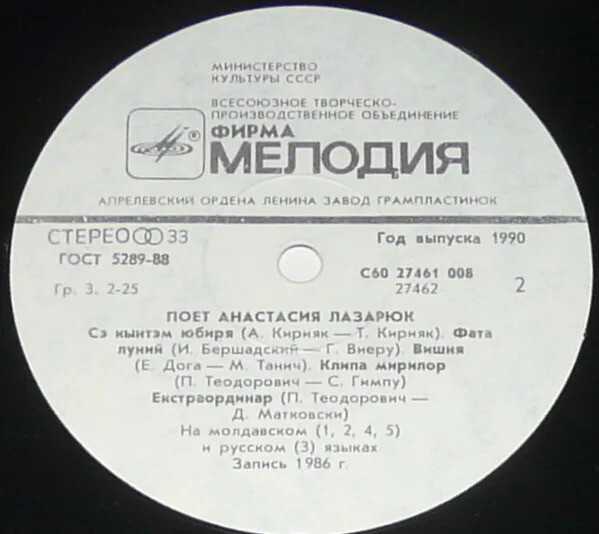 МИНИСТЕРСТВО
КУЛЬТУРЫ СССР
ВСЕСОЮЗНОЕ ТВОРЧЕСКО-
ПРОИЗВОДСТВЕННОЕ ОБЪЕДИНЕНИЕ
ФИРМА
®
МЕЛОДИЯ
АПРЕЛЕВСКИЙ ОРДЕНА ЛЕНИНА ЗАВОД ГРАМПЛАСТИНОК
СТЕРЕО 33
Год выпуска 1990
ГОСТ 5289-88
С60 27461 008
Гр. 3. 2-25
27462
2
ПОЕТ АНАСТАСИЯ ЛАЗАРЮК
Сэ кынтэм юбиря (А. Кирияк — Т. Кирияк). Фата
луний (И. Бершадский — Г. Виеру). Вишня
(Е. Дога — М. Танич). Клипа мирилор
(П. Теодорович — С. Гимпу)
Екстраординар (П. Теодорович —
Д. Матковски)
На молдавском (1, 2, 4, 5)
и русском (3) языках
Запись 1986 г.